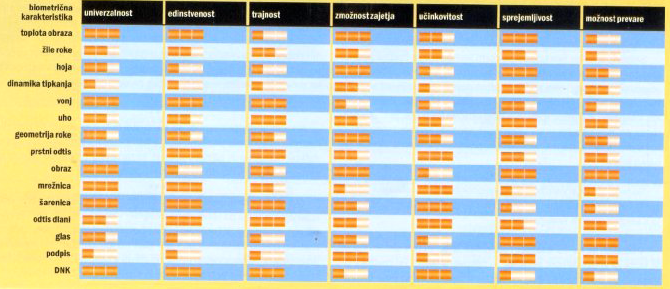 biometrična
karakteristika
univerzalnost edinstvenost trajnost zmožnost zajetja učinkovitost sprejemljivost možnost prevare
toplota obraza
žile roke
hoja
dinamika tipkanja
vonj
uho
geometrija roke
prstni odtis
obraz
mrežnica
šarenica
odtis dlani
glas
podpis
DNK